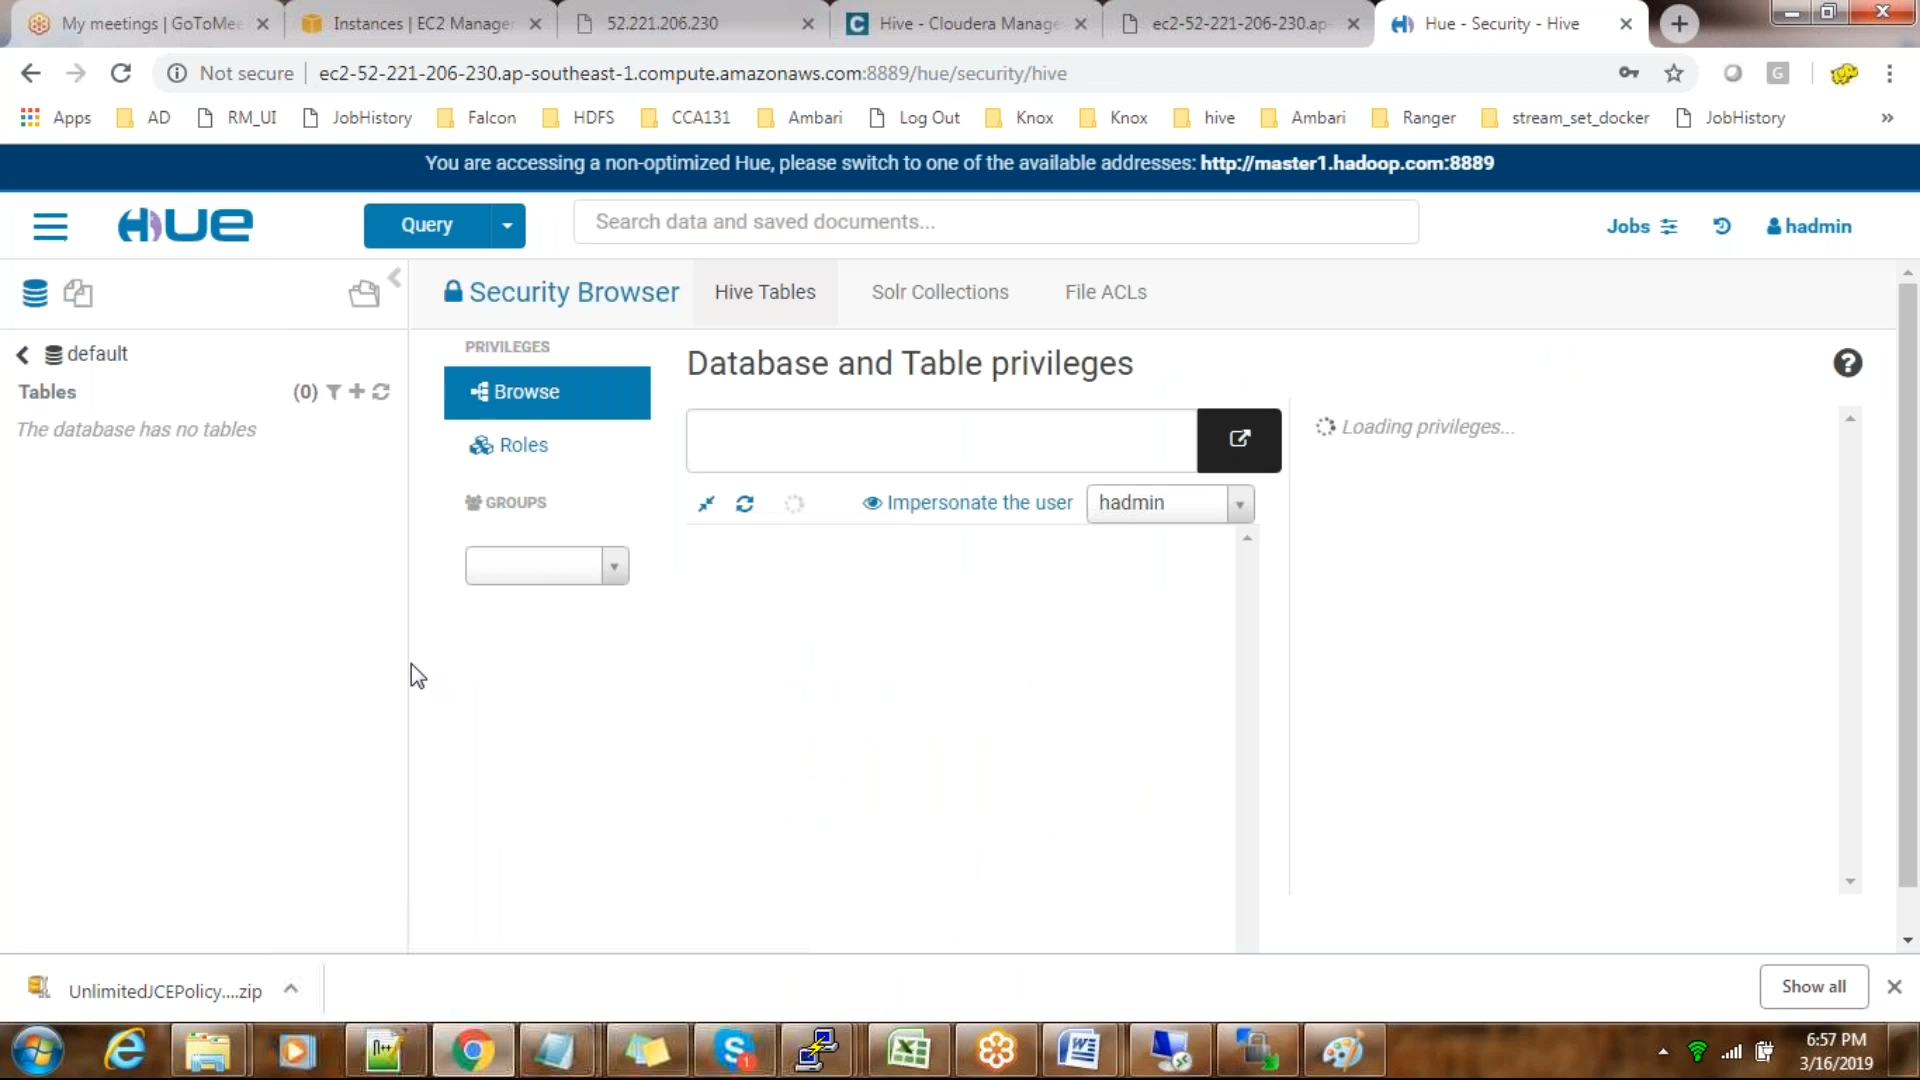 My meetings | GoToMee
Instances | EC2 Manager
52.221.206.230
C
Hive - Cloudera Manage
ec2-52-221-206-230.ap-
Hue - Security - Hive
Not secure | ec2-52-221-206-230.ap-southeast-1.compute.amazonaws.com:8889/hue/security/hive
G
Apps
AD
RM_UI
JobHistory
Falcon
HDFS
CCA131
Ambari
Log Out
Knox
Knox
hive
Ambari
Ranger
stream_set_docker
JobHistory
»
You are accessing a non-optimized Hue, please switch to one of the available addresses: http://master1.hadoop.com:8889
HUE
Query
Search data and saved documents...
Jobs
hadmin
Security Browser
Hive Tables
Solr Collections
File ACLs
default
Tables
(0)
The database has no tables
PRIVILEGES
Browse
Roles
GROUPS
Database and Table privileges
?
Loading privileges...
Impersonate the user
hadmin
UnlimitedJCEPolicy....zip
Show all
6:57 PM
3/16/2019